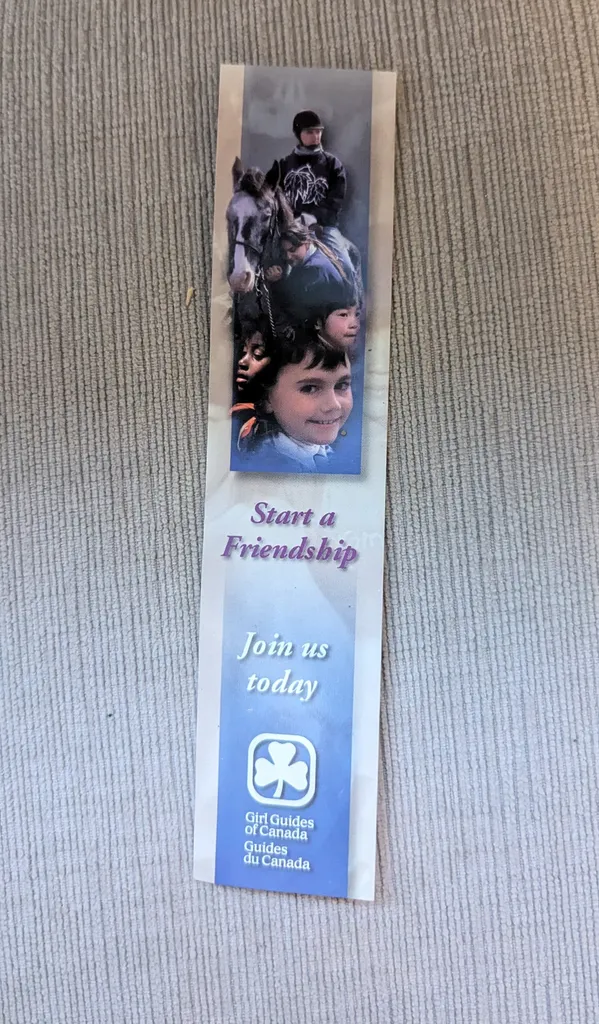 Start a
Friendship
Join us
today
Girl Guides
of Canada
Guides
du Canada